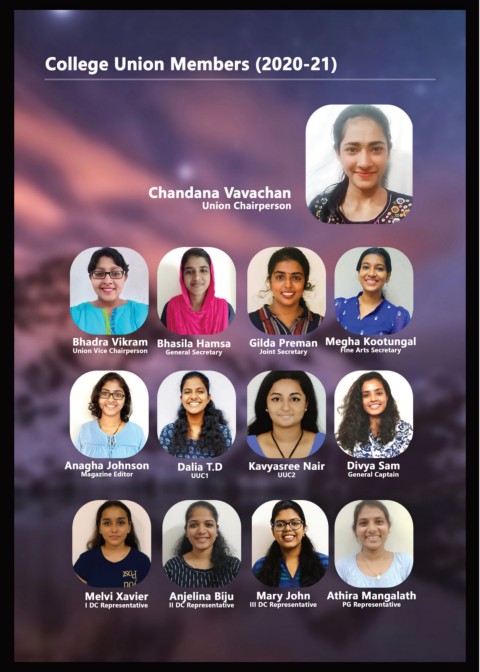 College Union Members (2020-21)
Chandana Vavachan
Union Chairperson
Bhadra Vikram
Union Vice Chairperson
Bhasila Hamsa
General Secretary
Gilda Preman
Joint Secretary
Megha Kootungal
Fine Arts Secretary
Anagha Johnson
Magazine Editor
Dalia T.D
UUC1
Kavyasree Nair
UUC2
Divya Sam
General Captain
Melvi Xavier
I DC Representative
Anjelina Biju
II DC Representative
Mary John
III DC Representative
Athira Mangalath
PG Representative